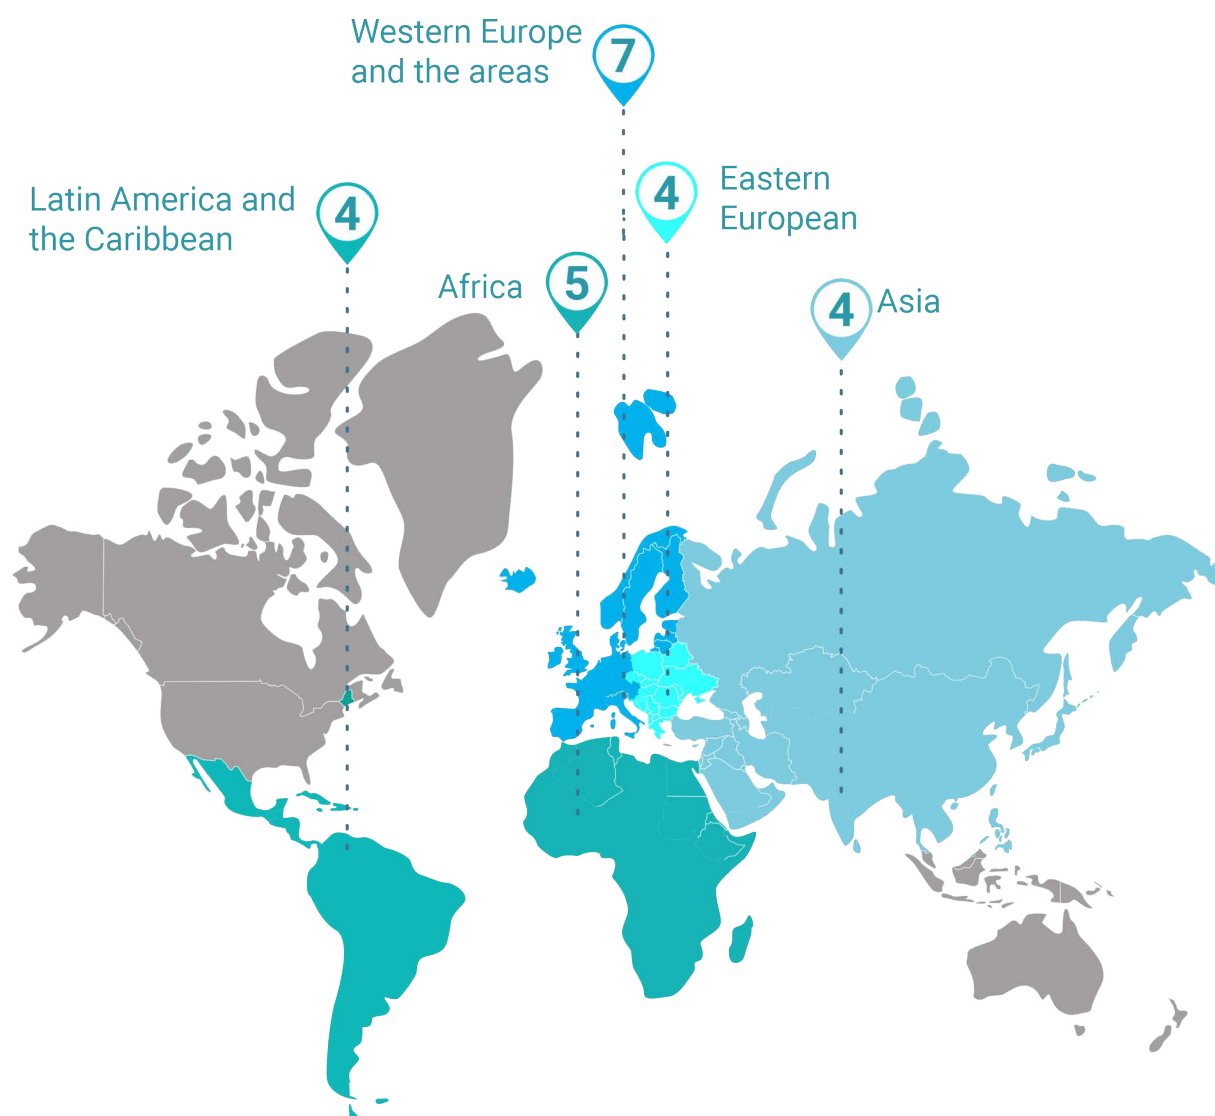 Western Europe
and the areas
7
4
Eastern
European
Latin America and
the Caribbean
4
Africa
5
4
Asia